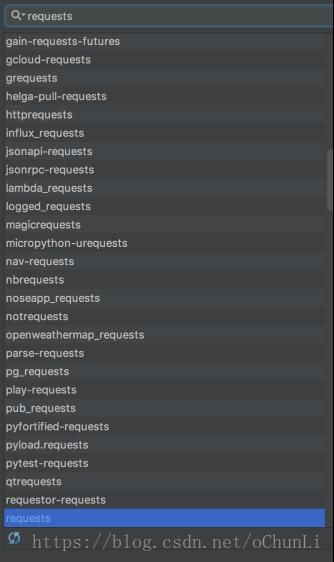 requests
gain-requests-futures
gcloud-requests
grequests
helga-pull-requests
httprequests
influx_requests
jsonapi-requests
jsonrpc-requests
lambda_requests
logged_requests
magicrequests
micropython-urequests
nav-requests
nbrequests
noseapp_requests
notrequests
openweathermap_requests
parse-requests
pg_requests
play-requests
pub_requests
pyfortified-requests
pyload.requests
pytest-requests
qtrequests
requestor-requests
requests
https://blog.csdn.net/oChunLi